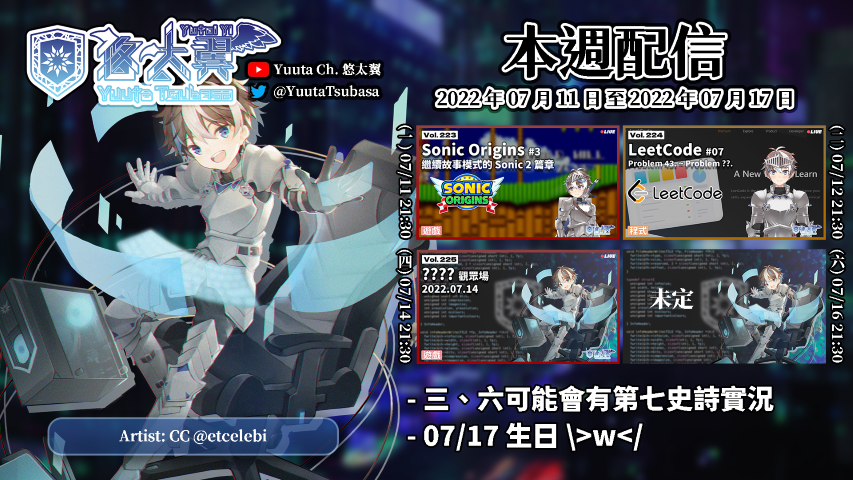 Yuutai Yi
悠太翼
Yuuta Tsubasa
Yuuta Ch. 悠太翼
@YuutaTsubasa
本週配信
2022年07月11日至2022年07月17日
(一) 07/11 21:30
Vol. 223
LIVE
Sonic Origins #3
繼續故事模式的 Sonic 2 篇章
SONIC
ORIGINS
遊戲
Vol. 224
LIVE
LeetCode #07
Problem 43. ~ Problem ??.
A New
Learn
LeetCode
程式
(二) 07/12 21:30
(四) 07/14 21:30
Vol. 225
LIVE
???? 觀眾場
2022.07.14
遊戲
未定
(六) 07/16 21:30
- 三、六可能會有第七史詩實況
- 07/17 生日 \>w</
Artist: CC @etcelebi